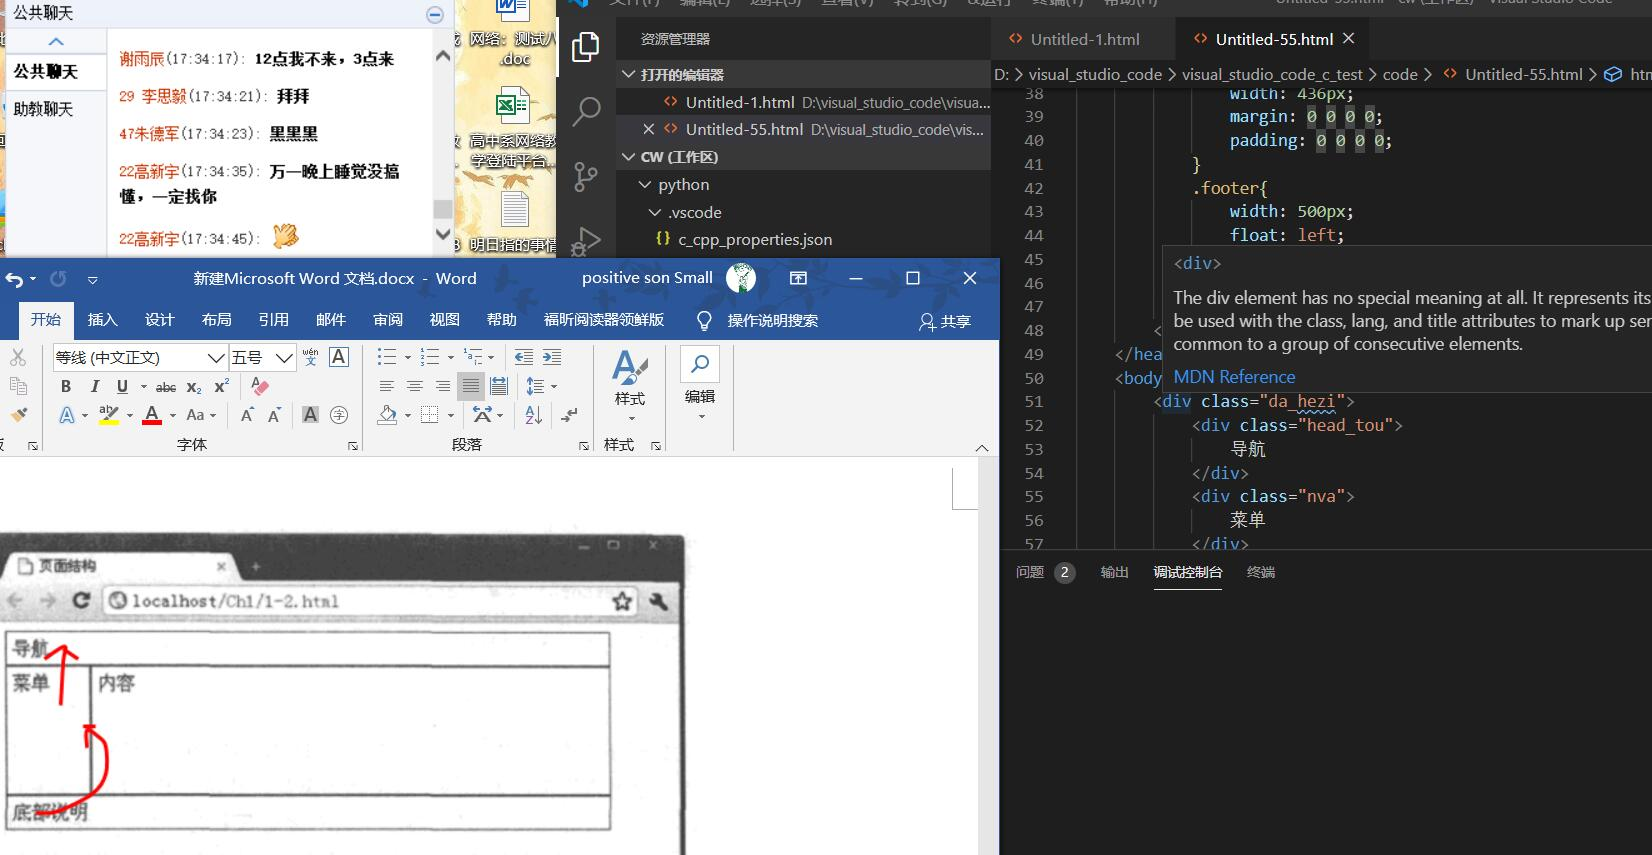 公共聊天
公共聊天
助教聊天
谢雨辰(17:34:17): 12点我不来，3点来
29 李思毅(17:34:21): 拜拜
47朱德军(17:34:23): 黑黑黑
22高新宇(17:34:35): 万一晚上睡觉没搞
懂，一定找你
22高新宇(17:34:45):
网络：测试八
.doc
高中系网络教
学登陆平台...
明日指的事情
资源管理器
打开的编辑器
Untitled-1.html D:\visual_studio_code\visua...
Untitled-55.html D:\visual_studio_code\vis...
CW (工作区)
python
.vscode
c_cpp_properties.json
Untitled-1.html
Untitled-55.html
D: > visual_studio_code > visual_studio_code_c_test > code > Untitled-55.html > htm
38 width: 436px;
39 margin: 0 0 0 0;
40 padding: 0 0 0 0;
41 }
42 .footer{
43 width: 500px;
44 float: left;
45
46
47
48 <
49 </hea
50 <body
<div>
The div element has no special meaning at all. It represents its
be used with the class, lang, and title attributes to mark up sem
common to a group of consecutive elements.
MDN Reference
51 <div class="da_hezi">
52 <div class="head_tou">
53 导航
54 </div>
55 <div class="nva">
56 菜单
57 </div>
问题 2 输出 调试控制台 终端
新建Microsoft Word 文档.docx - Word
positive son Small
开始 插入 设计 布局 引用 邮件 审阅 视图 帮助 福昕阅读器领鲜版 操作说明搜索 共享
等线 (中文正文) 五号 wén 文 A
B I U abc x₂ x²
A aby A Aa A A A 字
字体
段落
样式
样式
编辑
页面结构
localhost/Ch1/1-2.html
导航
菜单 内容
底部说明